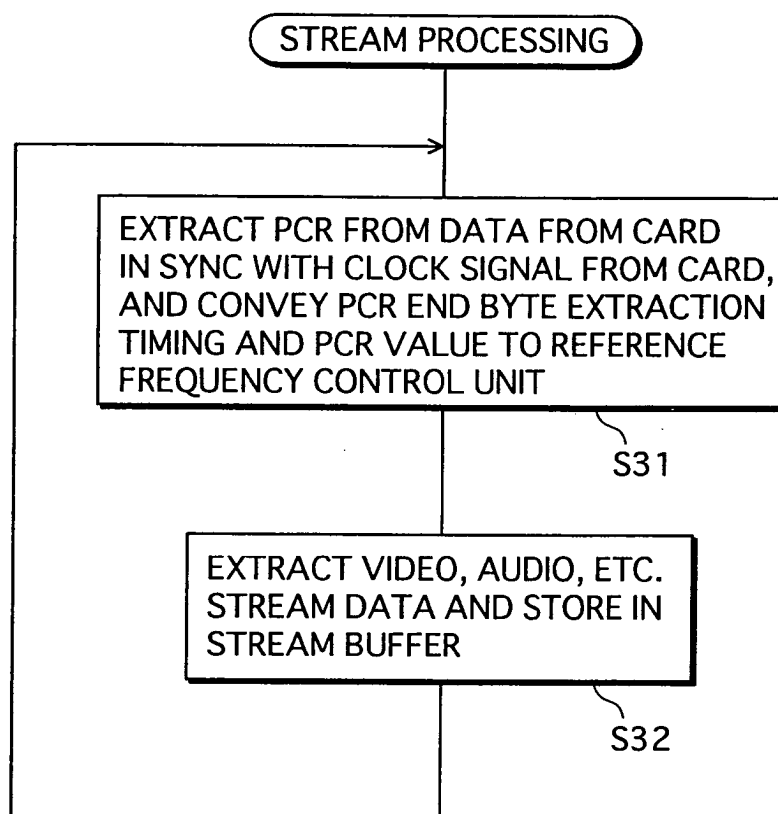 STREAM PROCESSING
EXTRACT PCR FROM DATA FROM CARD
IN SYNC WITH CLOCK SIGNAL FROM CARD,
AND CONVEY PCR END BYTE EXTRACTION
TIMING AND PCR VALUE TO REFERENCE
FREQUENCY CONTROL UNIT
S31
EXTRACT VIDEO, AUDIO, ETC.
STREAM DATA AND STORE IN
STREAM BUFFER
S32